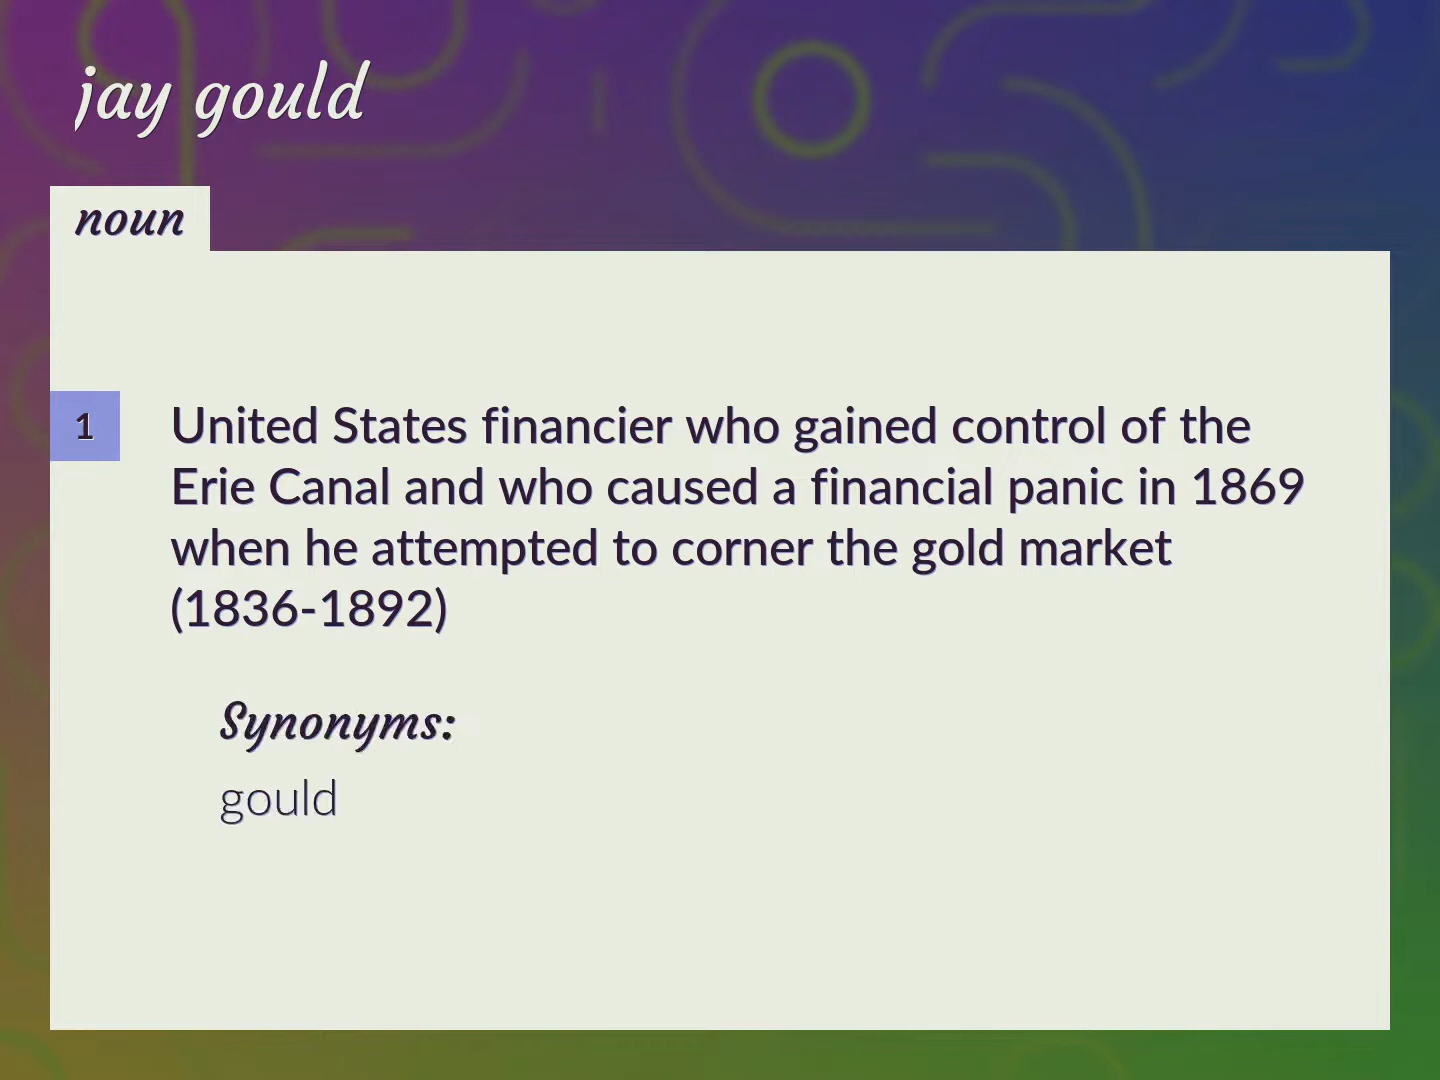 jay gould
noun
1
United States financier who gained control of the
Erie Canal and who caused a financial panic in 1869
when he attempted to corner the gold market
(1836-1892)
Synonyms:
gould